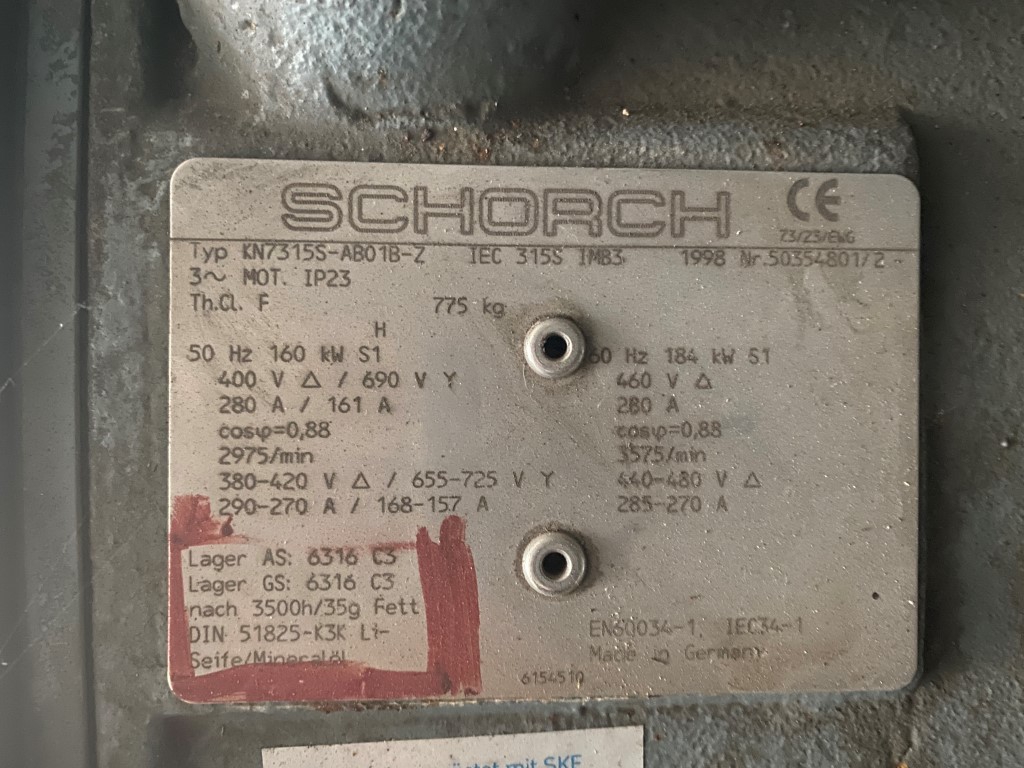 SCHORCH CE
73/23/EWG
Typ KN7315S-AB01B-Z IEC 315S IMB3 1998 Nr.50354801/2
3~ MOT. IP23
Th.Cl. F 775 kg
H
50 Hz 160 kW S1 60 Hz 184 kW S1
400 V Δ / 690 V Y 460 V Δ
280 A / 161 A 280 A
cosφ=0,88 cosφ=0,88
2975/min 3575/min
380-420 V Δ / 655-725 V Y 440-480 V Δ
290-270 A / 168-157 A 285-270 A
Lager AS: 6316 C3
Lager GS: 6316 C3
nach 3500h/35g Fett
DIN 51825-K3K Li-
Seife/Mineralöl
EN60034-1, IEC34-1
Made in Germany
6154510
mit SKF